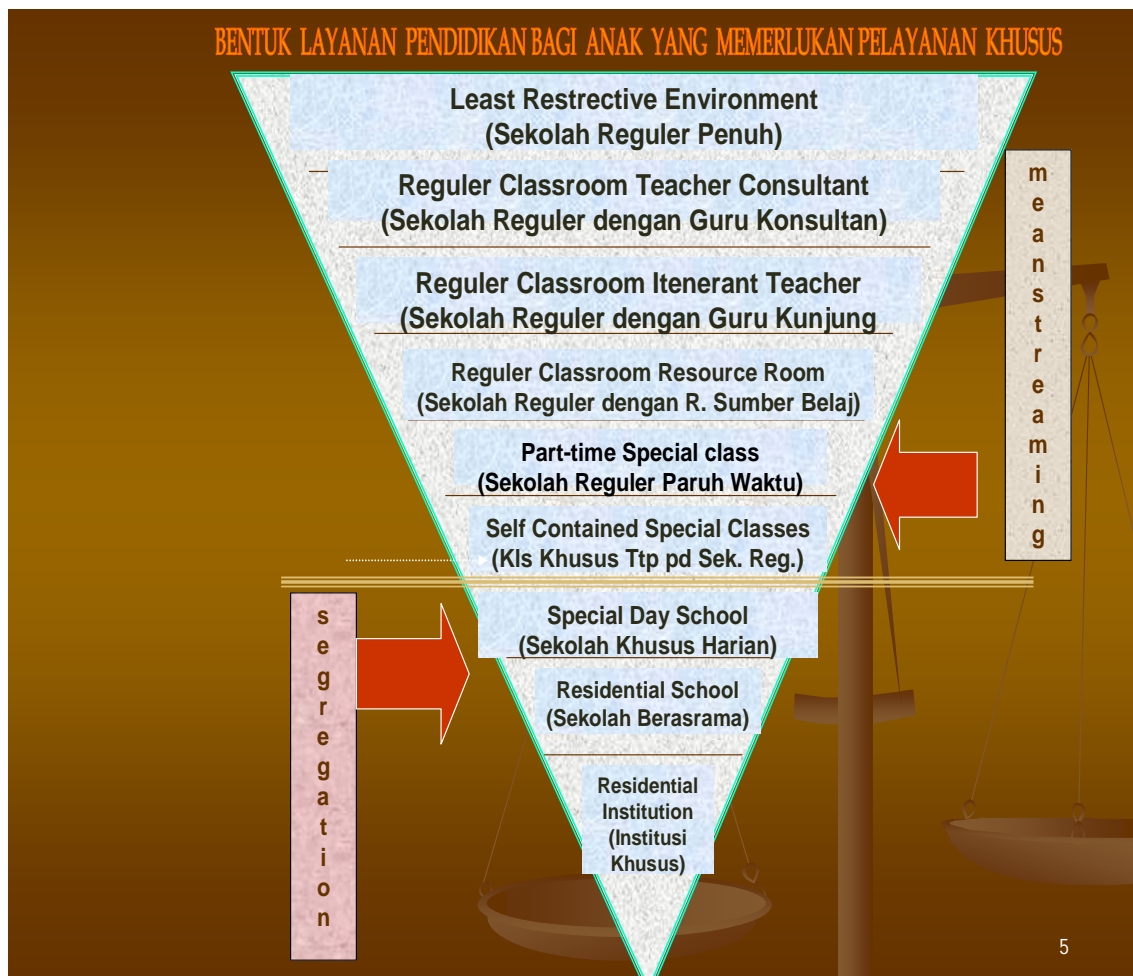 BENTUK LAYANAN PENDIDIKAN BAGI ANAK YANG MEMERLUKAN PELAYANAN KHUSUS
Least Restrective Environment
(Sekolah Reguler Penuh)
Reguler Classroom Teacher Consultant
(Sekolah Reguler dengan Guru Konsultan)
Reguler Classroom Itenerant Teacher
(Sekolah Reguler dengan Guru Kunjung
Reguler Classroom Resource Room
(Sekolah Reguler dengan R. Sumber Belaj)
Part-time Special class
(Sekolah Reguler Paruh Waktu)
Self Contained Special Classes
(Kls Khusus Ttp pd Sek. Reg.)
meanstreaming
Special Day School
(Sekolah Khusus Harian)
Residential School
(Sekolah Berasrama)
Residential
Institution
(Institusi
Khusus)
segregation
5